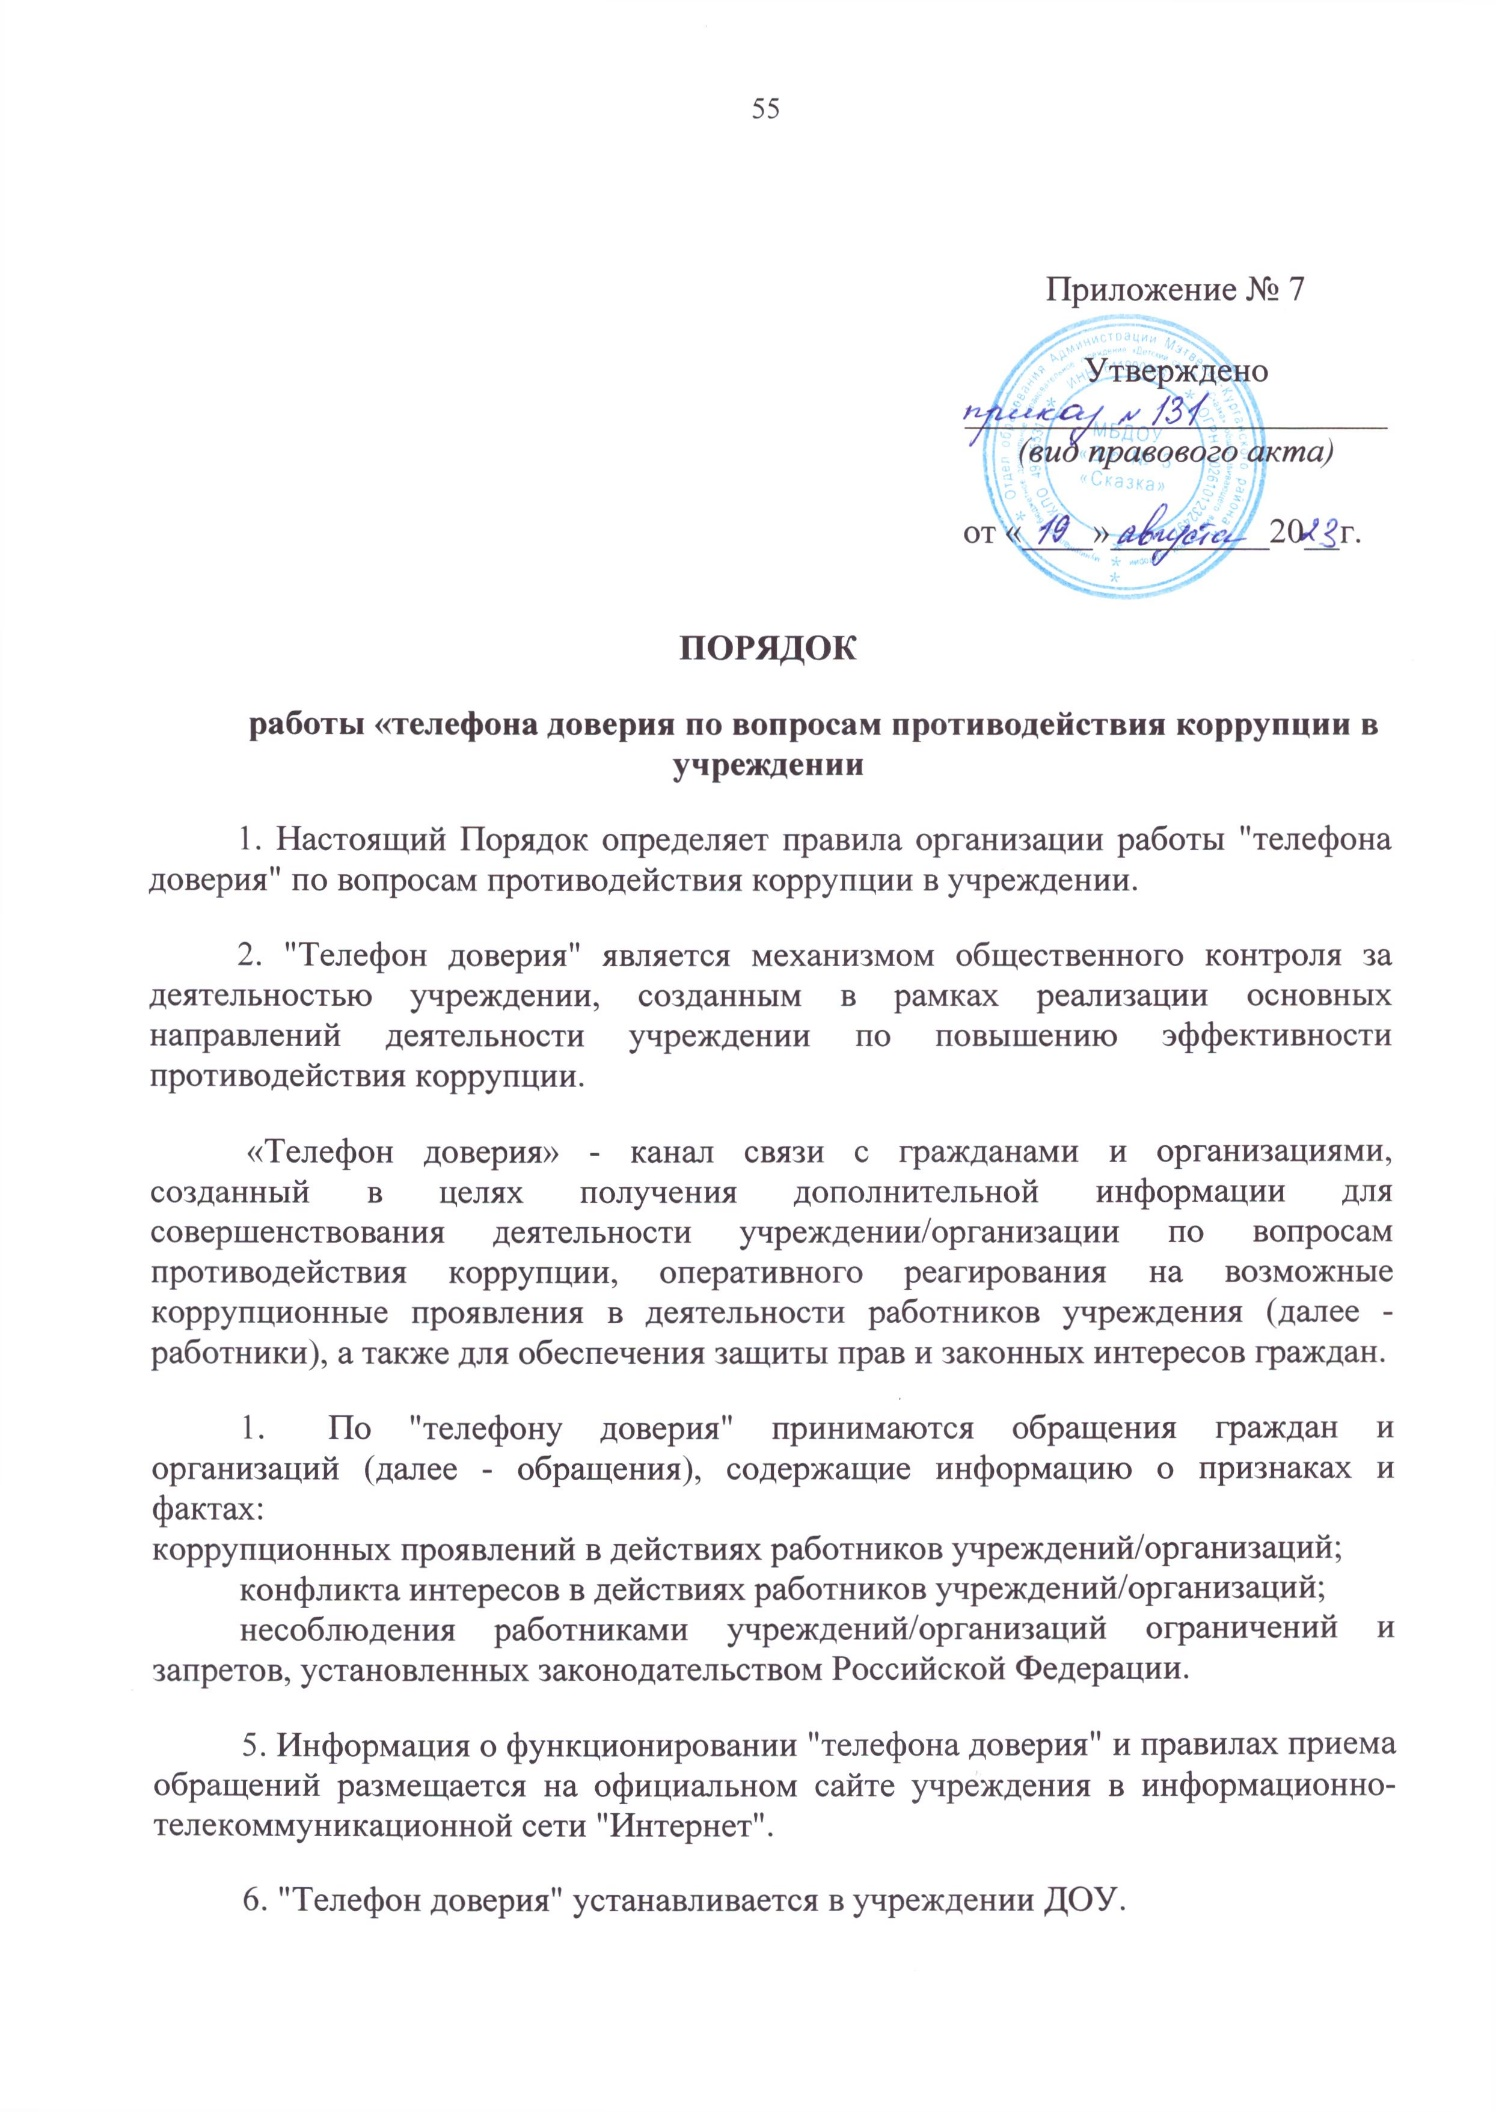 55
Приложение № 7
Утверждено
приказ № 131
(вид правового акта)
от «19» августа 2023г.
МБДОУ
«Сказка»
ПОРЯДОК
работы «телефона доверия по вопросам противодействия коррупции в
учреждении
1. Настоящий Порядок определяет правила организации работы "телефона
доверия" по вопросам противодействия коррупции в учреждении.
2. "Телефон доверия" является механизмом общественного контроля за
деятельностью учреждении, созданным в рамках реализации основных
направлений деятельности учреждении по повышению эффективности
противодействия коррупции.
«Телефон доверия» - канал связи с гражданами и организациями,
созданный в целях получения дополнительной информации для
совершенствования деятельности учреждении/организации по вопросам
противодействия коррупции, оперативного реагирования на возможные
коррупционные проявления в деятельности работников учреждения (далее -
работники), а также для обеспечения защиты прав и законных интересов граждан.
1. По "телефону доверия" принимаются обращения граждан и
организаций (далее - обращения), содержащие информацию о признаках и
фактах:
коррупционных проявлений в действиях работников учреждений/организаций;
конфликта интересов в действиях работников учреждений/организаций;
несоблюдения работниками учреждений/организаций ограничений и
запретов, установленных законодательством Российской Федерации.
5. Информация о функционировании "телефона доверия" и правилах приема
обращений размещается на официальном сайте учреждения в информационно-
телекоммуникационной сети "Интернет".
6. "Телефон доверия" устанавливается в учреждении ДОУ.